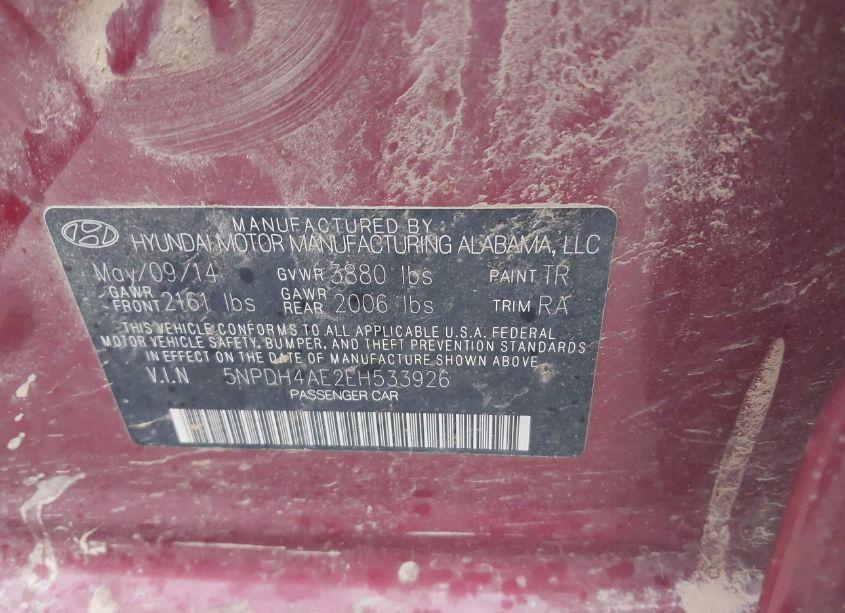 MANUFACTURED BY
HYUNDAI MOTOR MANUFACTURING ALABAMA, LLC
May/09/14 GVWR 3880 lbs PAINT TR
GAWR FRONT 2161 lbs GAWR REAR 2006 lbs TRIM RA
THIS VEHICLE CONFORMS TO ALL APPLICABLE U.S.A. FEDERAL
MOTOR VEHICLE SAFETY, BUMPER, AND THEFT PREVENTION STANDARDS
IN EFFECT ON THE DATE OF MANUFACTURE SHOWN ABOVE.
V.I.N 5NPDH4AE2EH533926
PASSENGER CAR